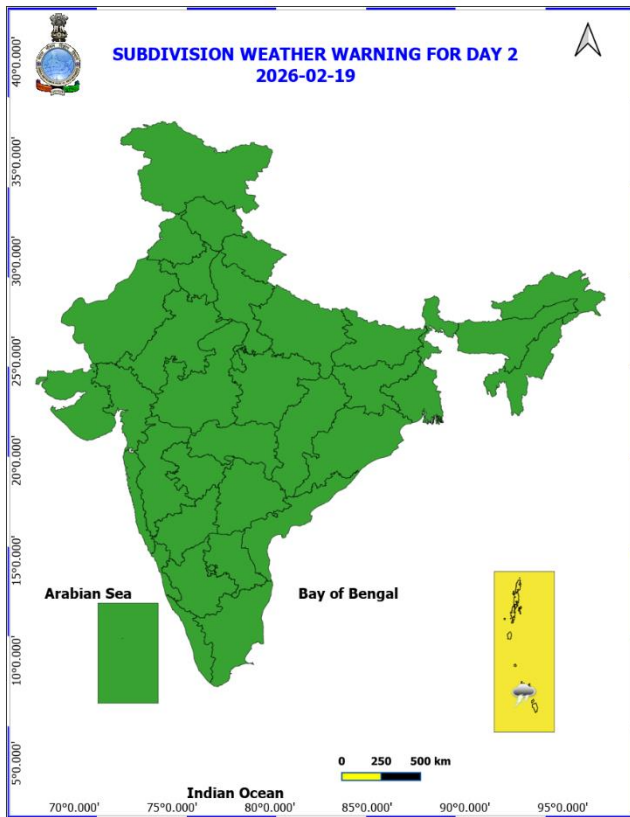 SUBDIVISION WEATHER WARNING FOR DAY 2
2026-02-19
40°0.000'
35°0.000'
30°0.000'
25°0.000'
20°0.000'
15°0.000'
10°0.000'
5°0.000'
Arabian Sea
Bay of Bengal
0 250 500 km
Indian Ocean
70°0.000' 75°0.000' 80°0.000' 85°0.000' 90°0.000' 95°0.000'